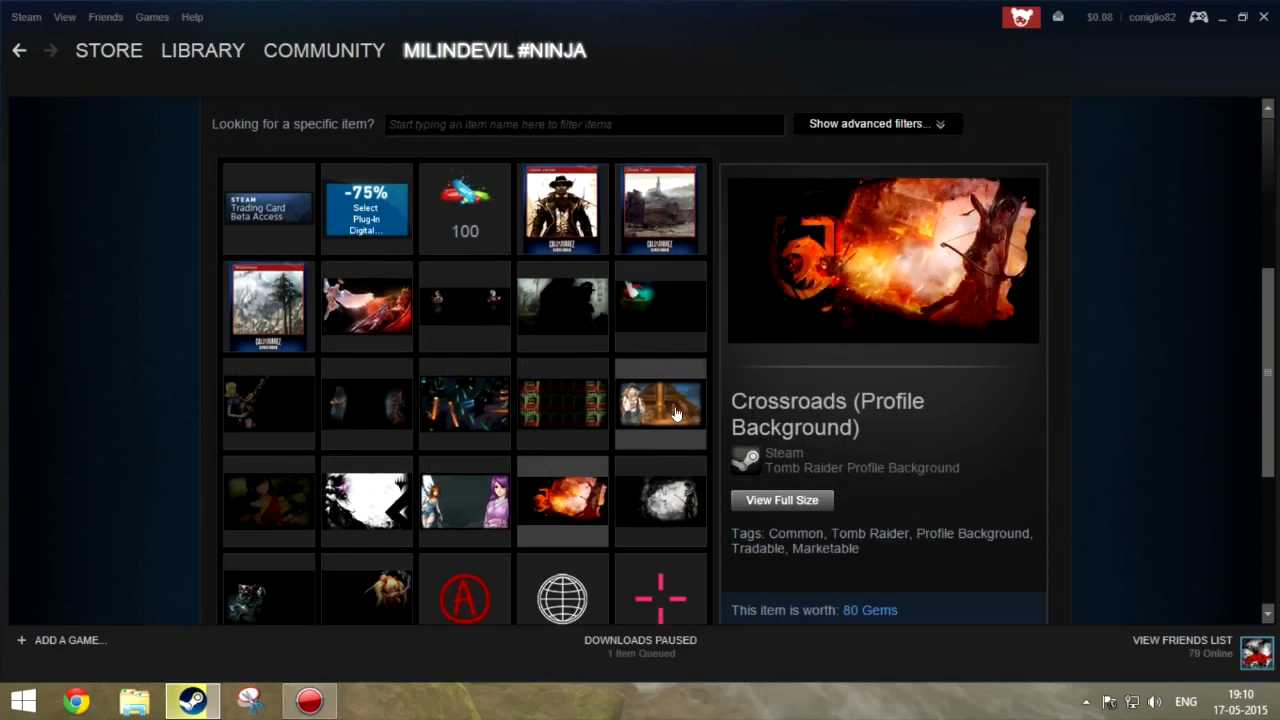 Steam View Friends Games Help
$0.08 coniglio82
STORE LIBRARY COMMUNITY MILINDEVIL #NINJA
Looking for a specific item? Start typing an item name here to filter items Show advanced filters...
STEAM
Trading Card
Beta Access
-75%
Select
Plug-In
Digital...
100
Crossroads (Profile
Background)
Steam
Tomb Raider Profile Background
View Full Size
Tags: Common, Tomb Raider, Profile Background,
Tradable, Marketable
This item is worth: 80 Gems
+ ADD A GAME...
DOWNLOADS PAUSED
1 Item Queued
VIEW FRIENDS LIST
79 Online
ENG
19:10
17-05-2015